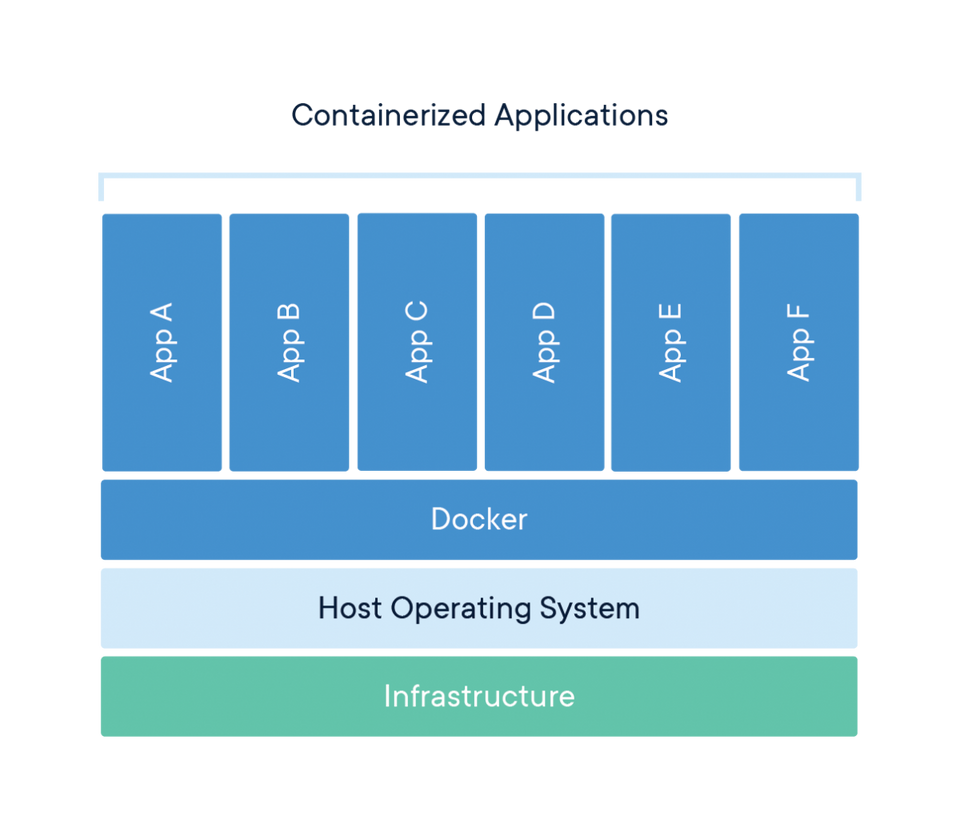 Containerized Applications
App A
App B
App C
App D
App E
App F
Docker
Host Operating System
Infrastructure